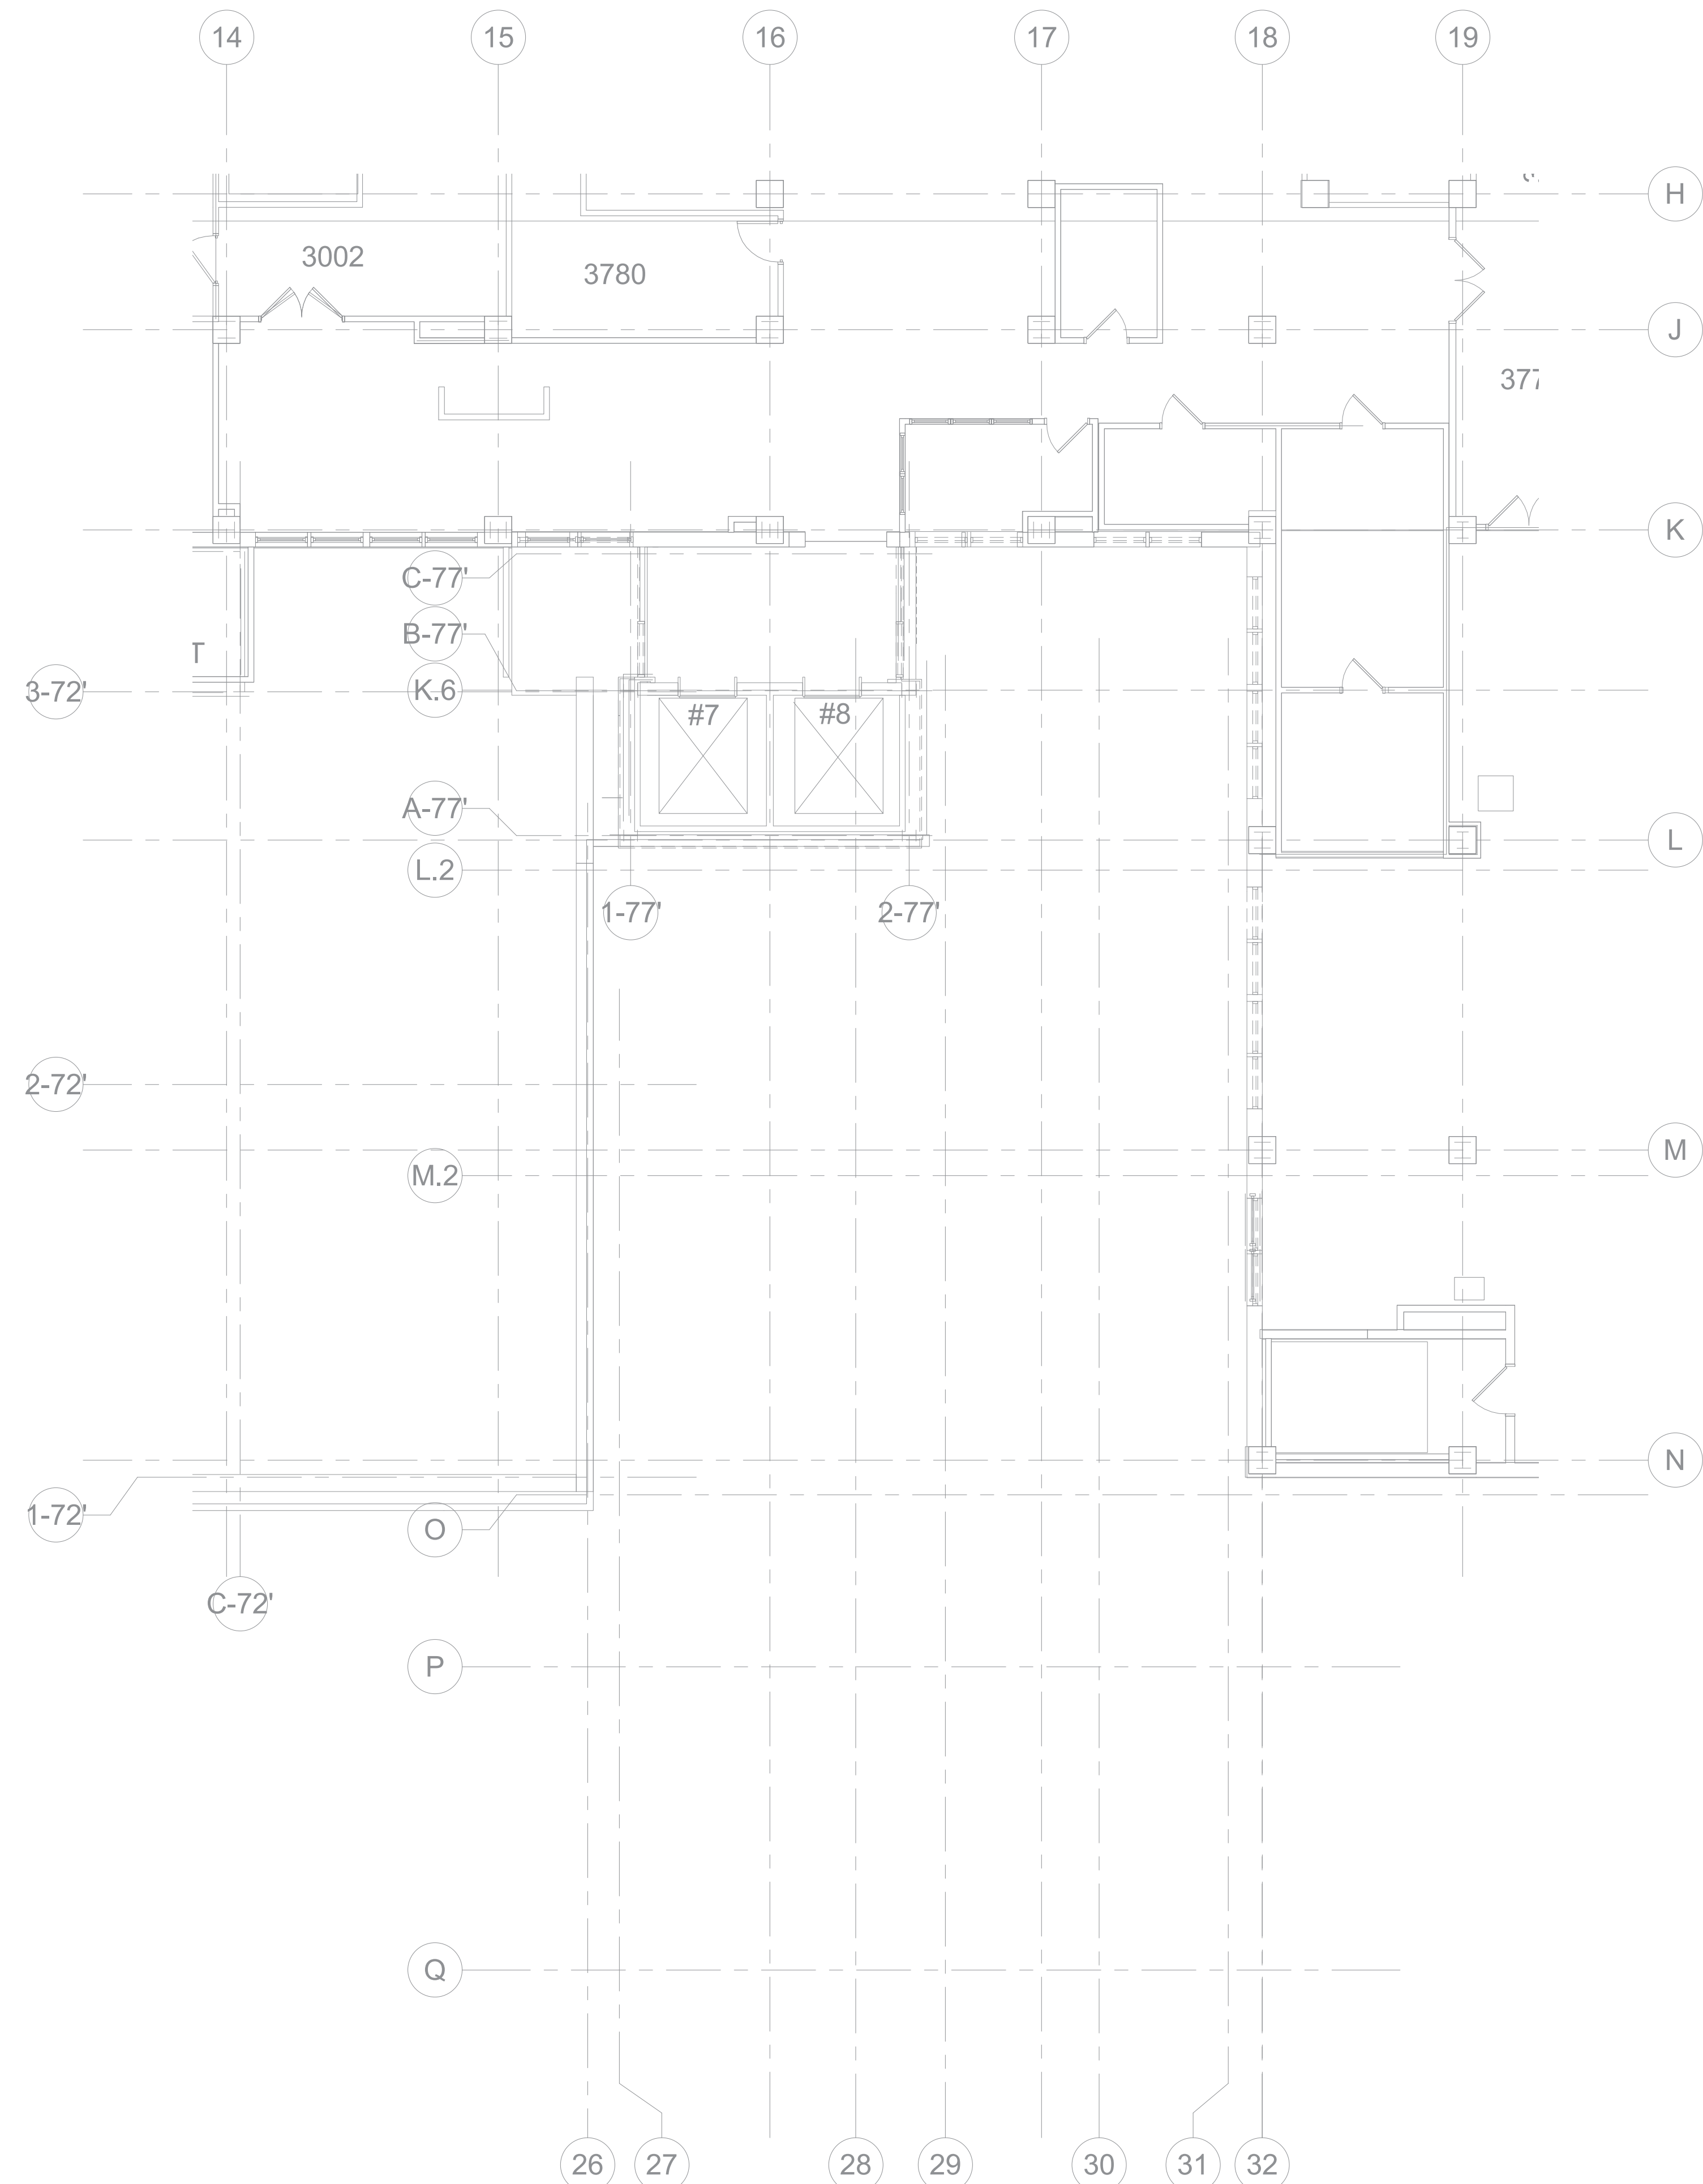 14 15 16 17 18 19
H
3002
3780
J
377
K
C-77'
B-77'
T
3-72'
K.6
#7 #8
A-77'
L
L.2
1-77' 2-77'
2-72'
M
M.2
N
1-72'
O
C-72'
P
Q
26 27 28 29 30 31 32